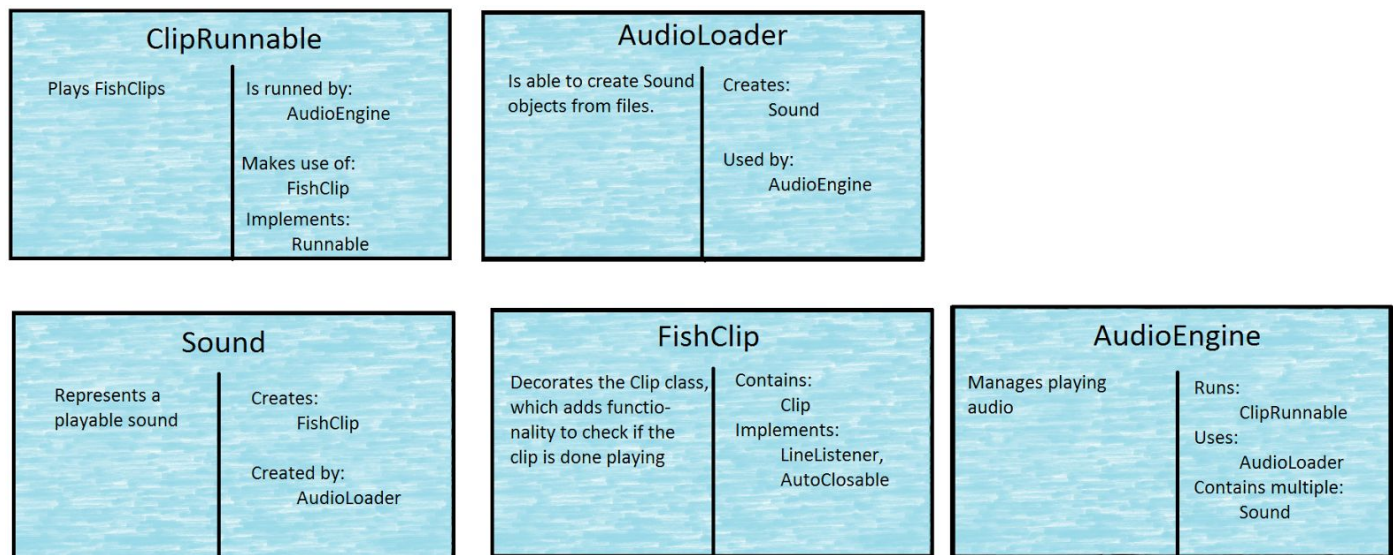 ClipRunnable
Plays FishClips
Is runned by:
AudioEngine
Makes use of:
FishClip
Implements:
Runnable
AudioLoader
Is able to create Sound
objects from files.
Creates:
Sound
Used by:
AudioEngine
Sound
Represents a
playable sound
Creates:
FishClip
Created by:
AudioLoader
FishClip
Decorates the Clip class,
which adds functio-
nality to check if the
clip is done playing
Contains:
Clip
Implements:
LineListener,
AutoClosable
AudioEngine
Manages playing
audio
Runs:
ClipRunnable
Uses:
AudioLoader
Contains multiple:
Sound